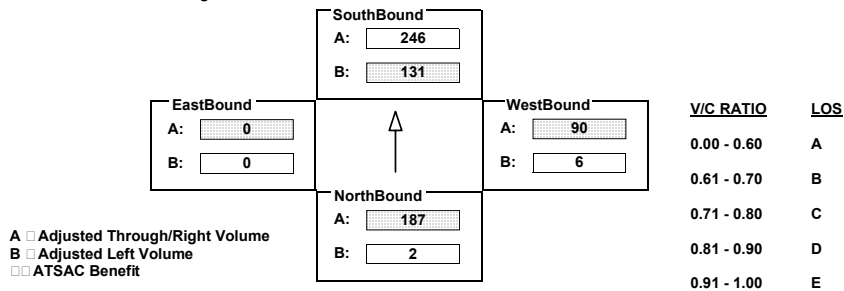 SouthBound
A: 246
B: 131
EastBound
A: 0
B: 0
WestBound
A: 90
B: 6
NorthBound
A: 187
B: 2
A □ Adjusted Through/Right Volume
B □ Adjusted Left Volume
□□ ATSAC Benefit
V/C RATIO LOS
0.00 - 0.60 A
0.61 - 0.70 B
0.71 - 0.80 C
0.81 - 0.90 D
0.91 - 1.00 E